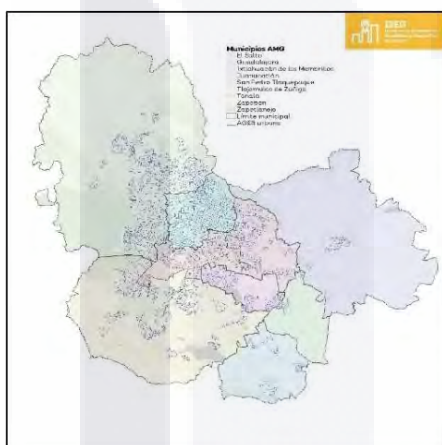 Municipios AMG
El Salto
Guadalajara
Ixtlahuacán de los Membrillos
Juanacatlán
San Pedro Tlaquepaque
Tlajomulco de Zúñiga
Tonalá
Zapopan
Zapotlanejo
Límite municipal
AGEB urbana
IIEG